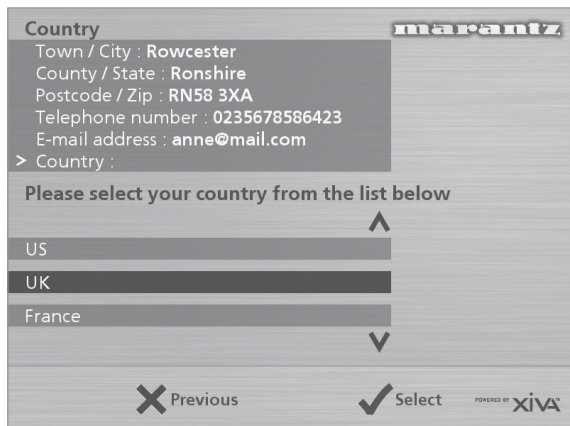 Country
marantz
Town / City : Rowcester
County / State : Ronshire
Postcode / Zip : RN58 3XA
Telephone number : 0235678586423
E-mail address : anne@mail.com
> Country :
Please select your country from the list below
US
UK
France
Previous
Select
POWERED BY XiVA™